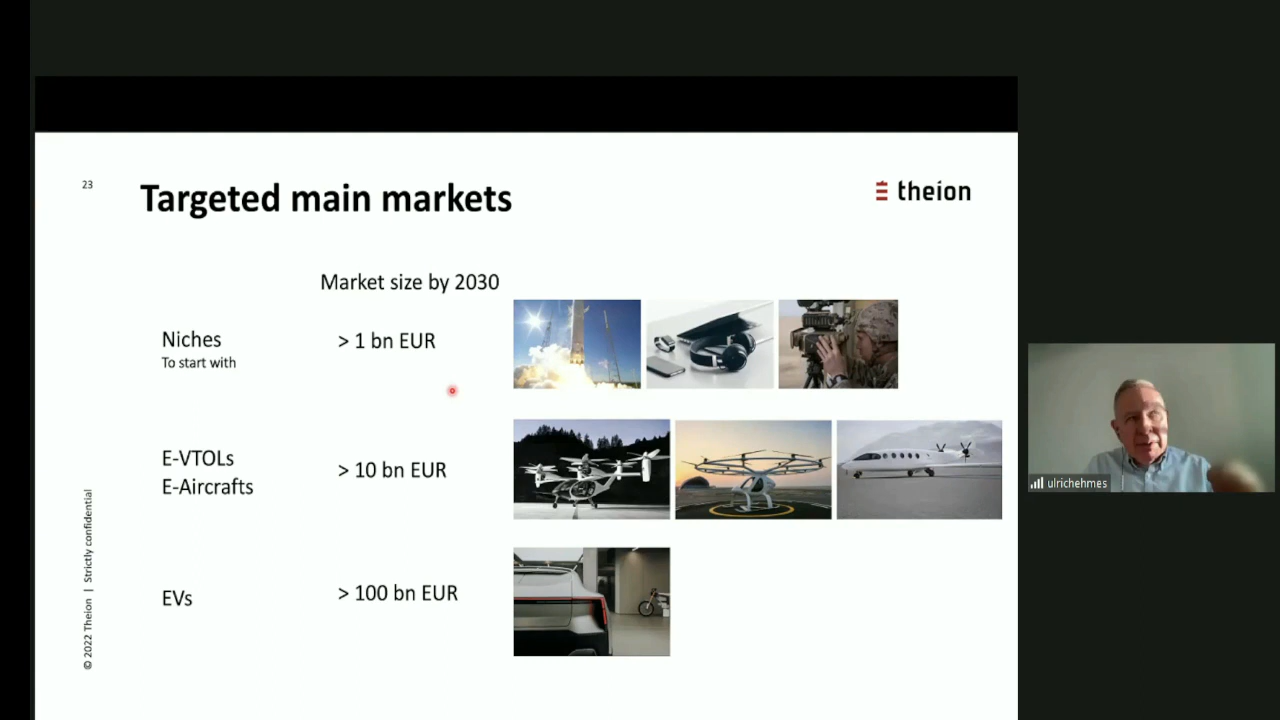 23
Targeted main markets
theion
Market size by 2030
Niches
> 1 bn EUR
To start with
E-VTOLs
> 10 bn EUR
E-Aircrafts
EVs
> 100 bn EUR
© 2022 Theion | Strictly confidential
ulrichehmes